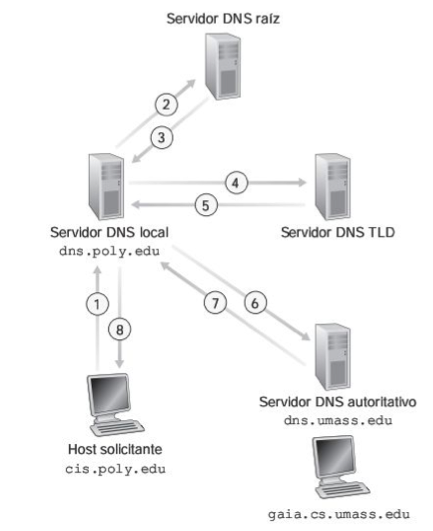 Servidor DNS raíz
2
3
4
5
Servidor DNS local
dns.poly.edu
Servidor DNS TLD
1
8
7
6
Servidor DNS autoritativo
dns.umass.edu
Host solicitante
cis.poly.edu
gaia.cs.umass.edu